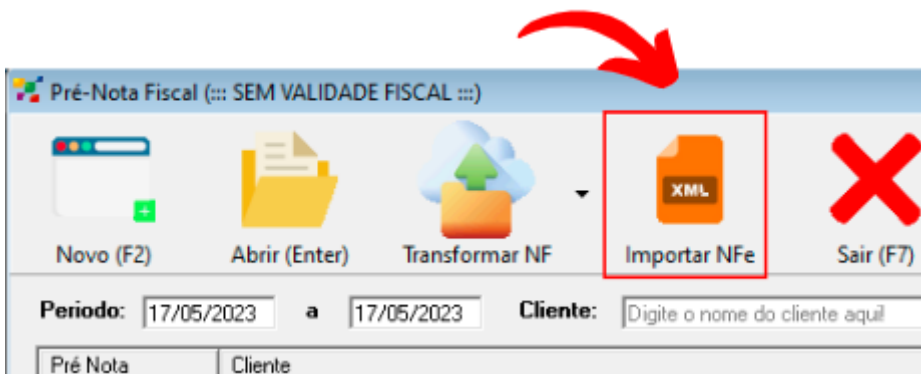 Pré-Nota Fiscal (::: SEM VALIDADE FISCAL :::)
XML
Novo (F2) Abrir (Enter) Transformar NF Importar NFe Sair (F7)
Periodo: 17/05/2023 a 17/05/2023 Cliente: Digite o nome do cliente aqui!
Pré Nota Cliente